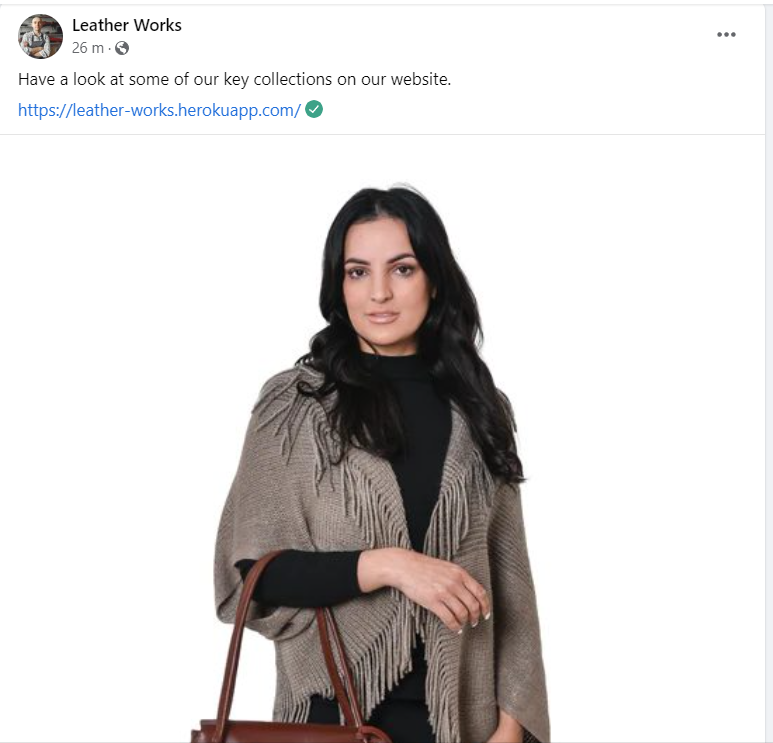 Leather Works
26 m ·
Have a look at some of our key collections on our website.
https://leather-works.herokuapp.com/